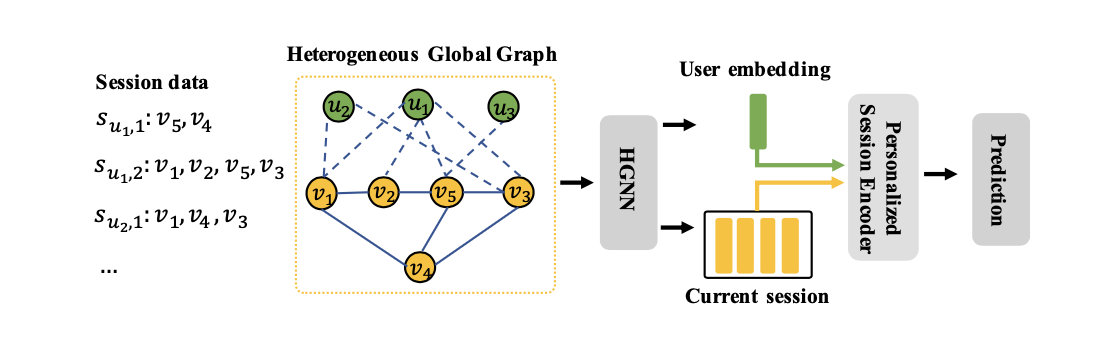 Heterogeneous Global Graph
Session data
s_{u_1,1}: v_5, v_4
s_{u_1,2}: v_1, v_2, v_5, v_3
s_{u_2,1}: v_1, v_4, v_3
...
u_2 u_1 u_3
v_1 v_2 v_5 v_3
v_4
HGNN
User embedding
Current session
Personalized
Session Encoder
Prediction